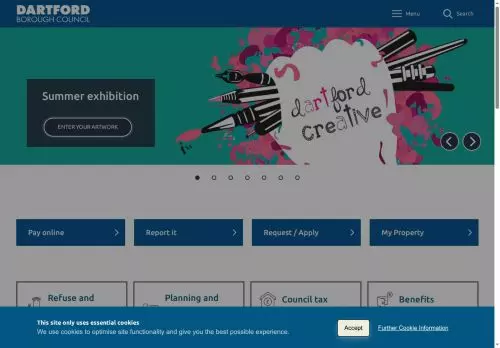 DARTFORD
BOROUGH COUNCIL
Menu
Search
Summer exhibition
ENTER YOUR ARTWORK
dartford
creative
Pay online
Report it
Request / Apply
My Property
Refuse and
Planning and
Council tax
Benefits
This site only uses essential cookies
We use cookies to optimise site functionality and give you the best possible experience.
Accept
Further Cookie Information